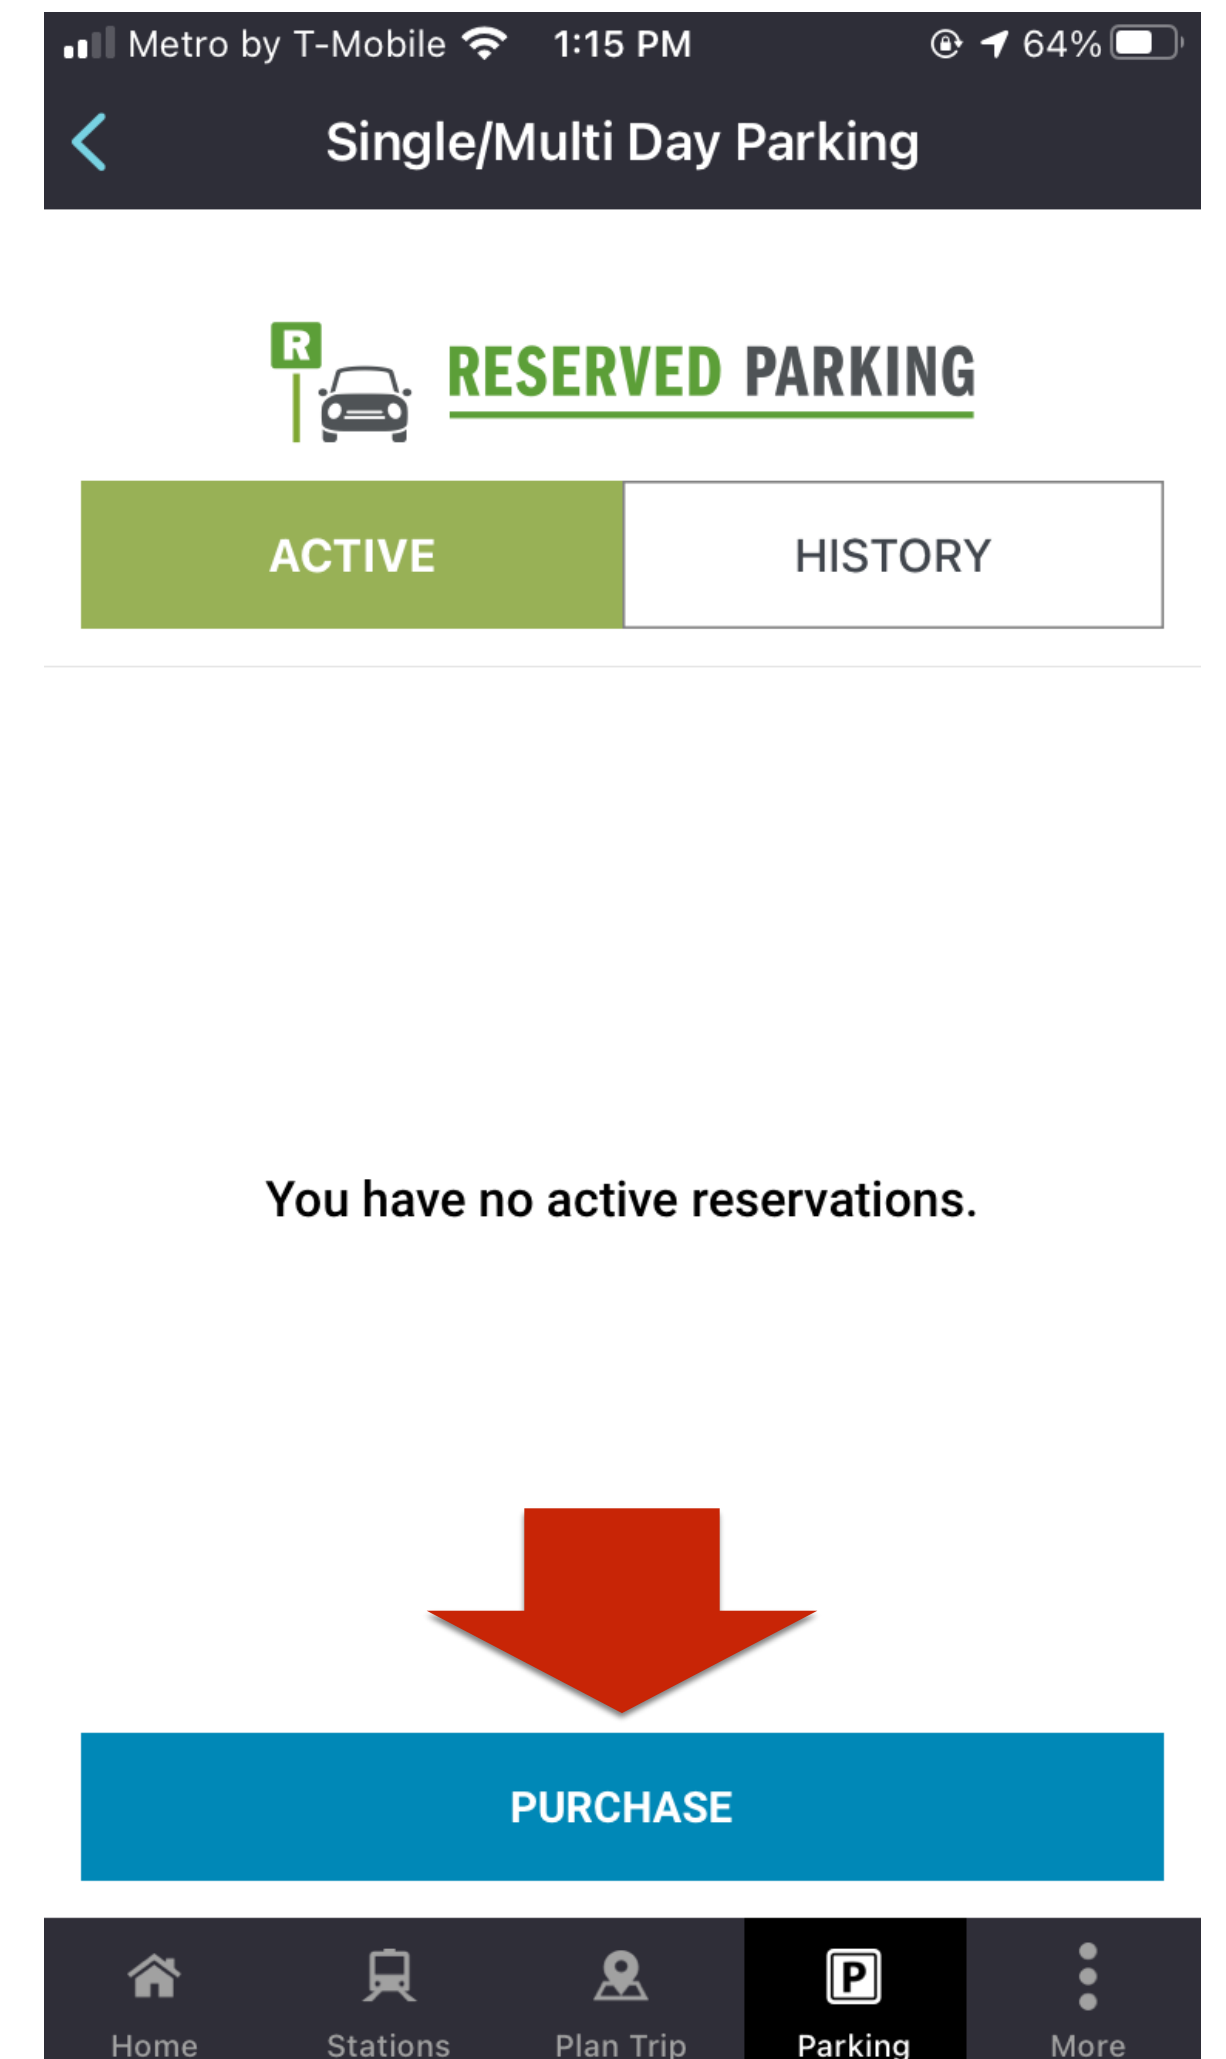 Metro by T-Mobile 1:15 PM 64%
Single/Multi Day Parking
R RESERVED PARKING
ACTIVE HISTORY
You have no active reservations.
PURCHASE
P
Home Stations Plan Trip Parking More